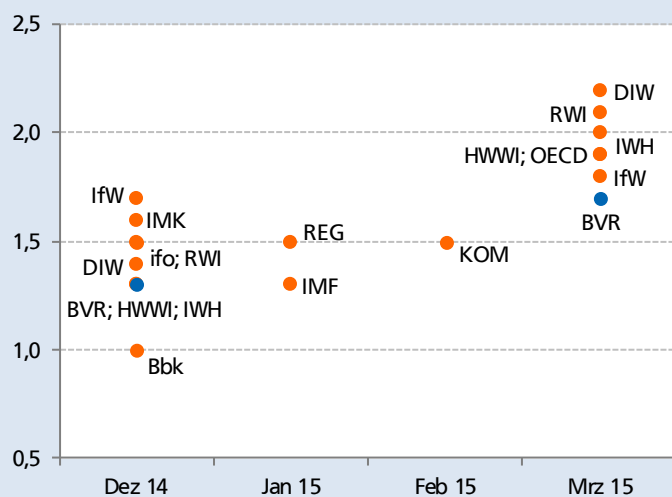 2,5
2,0
1,5
1,0
0,5
IfW
IMK
ifo; RWI
DIW
BVR; HWWI; IWH
Bbk
REG
IMF
KOM
DIW
RWI
IWH
HWWI; OECD
IfW
BVR
Dez 14
Jan 15
Feb 15
Mrz 15